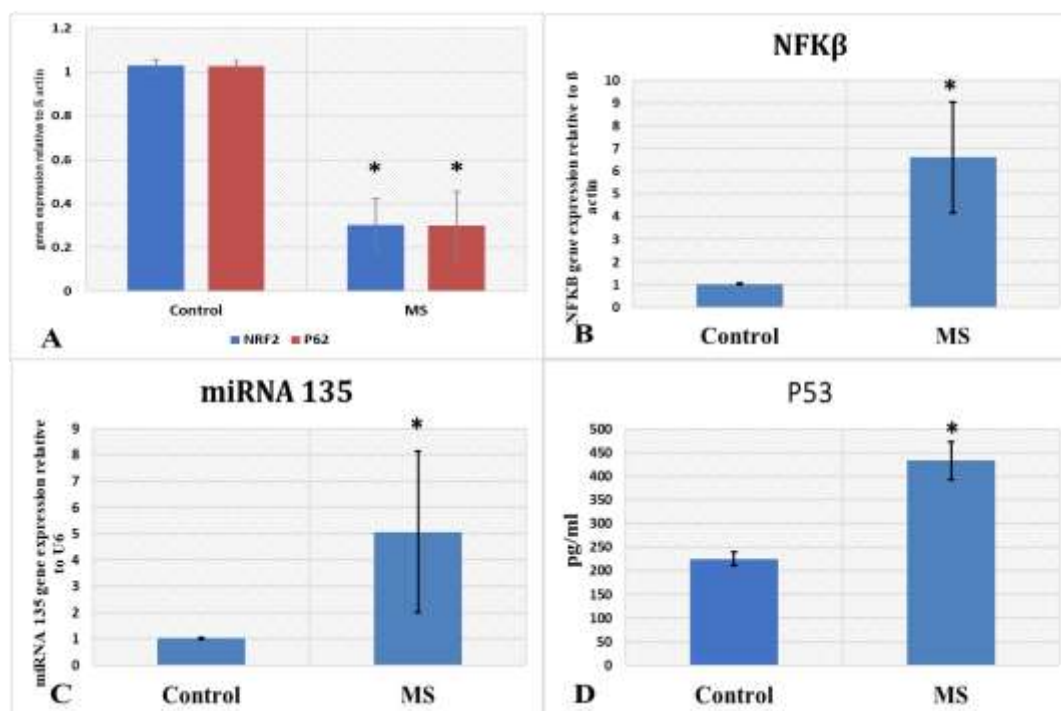 1.2
1
0.8
0.6
0.4
0.2
0
genes expression relative to ß actin
* *
Control MS
NRF2 P62
A
NFKβ
10
9
8
7
6
5
4
3
2
1
0
NFKB gene expression relative to B
actin
*
Control MS
B
miRNA 135
9
8
7
6
5
4
3
2
1
0
miRNA 135 gene expression relative
to U6
*
Control MS
C
P53
500
450
400
350
300
250
200
150
100
50
0
pg/ml
*
Control MS
D